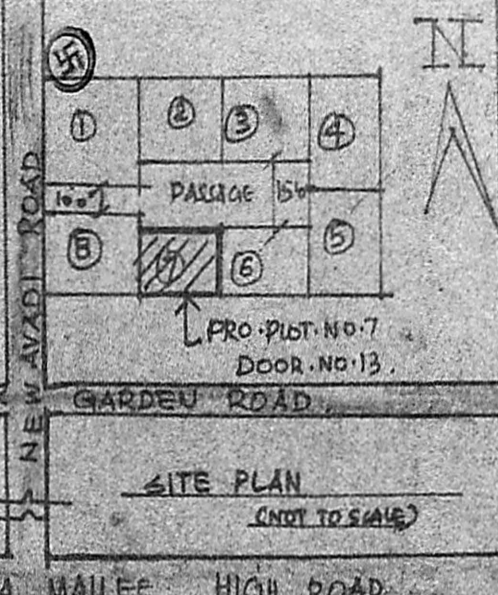 N
1
2
3
4
10'0"
PASSAGE
15'6
8
7
6
5
PRO.PLOT.NO.7
DOOR.NO.13.
NEW AVADI ROAD
GARDEN ROAD.
SITE PLAN
(NOT TO SCALE)
HIGH ROAD